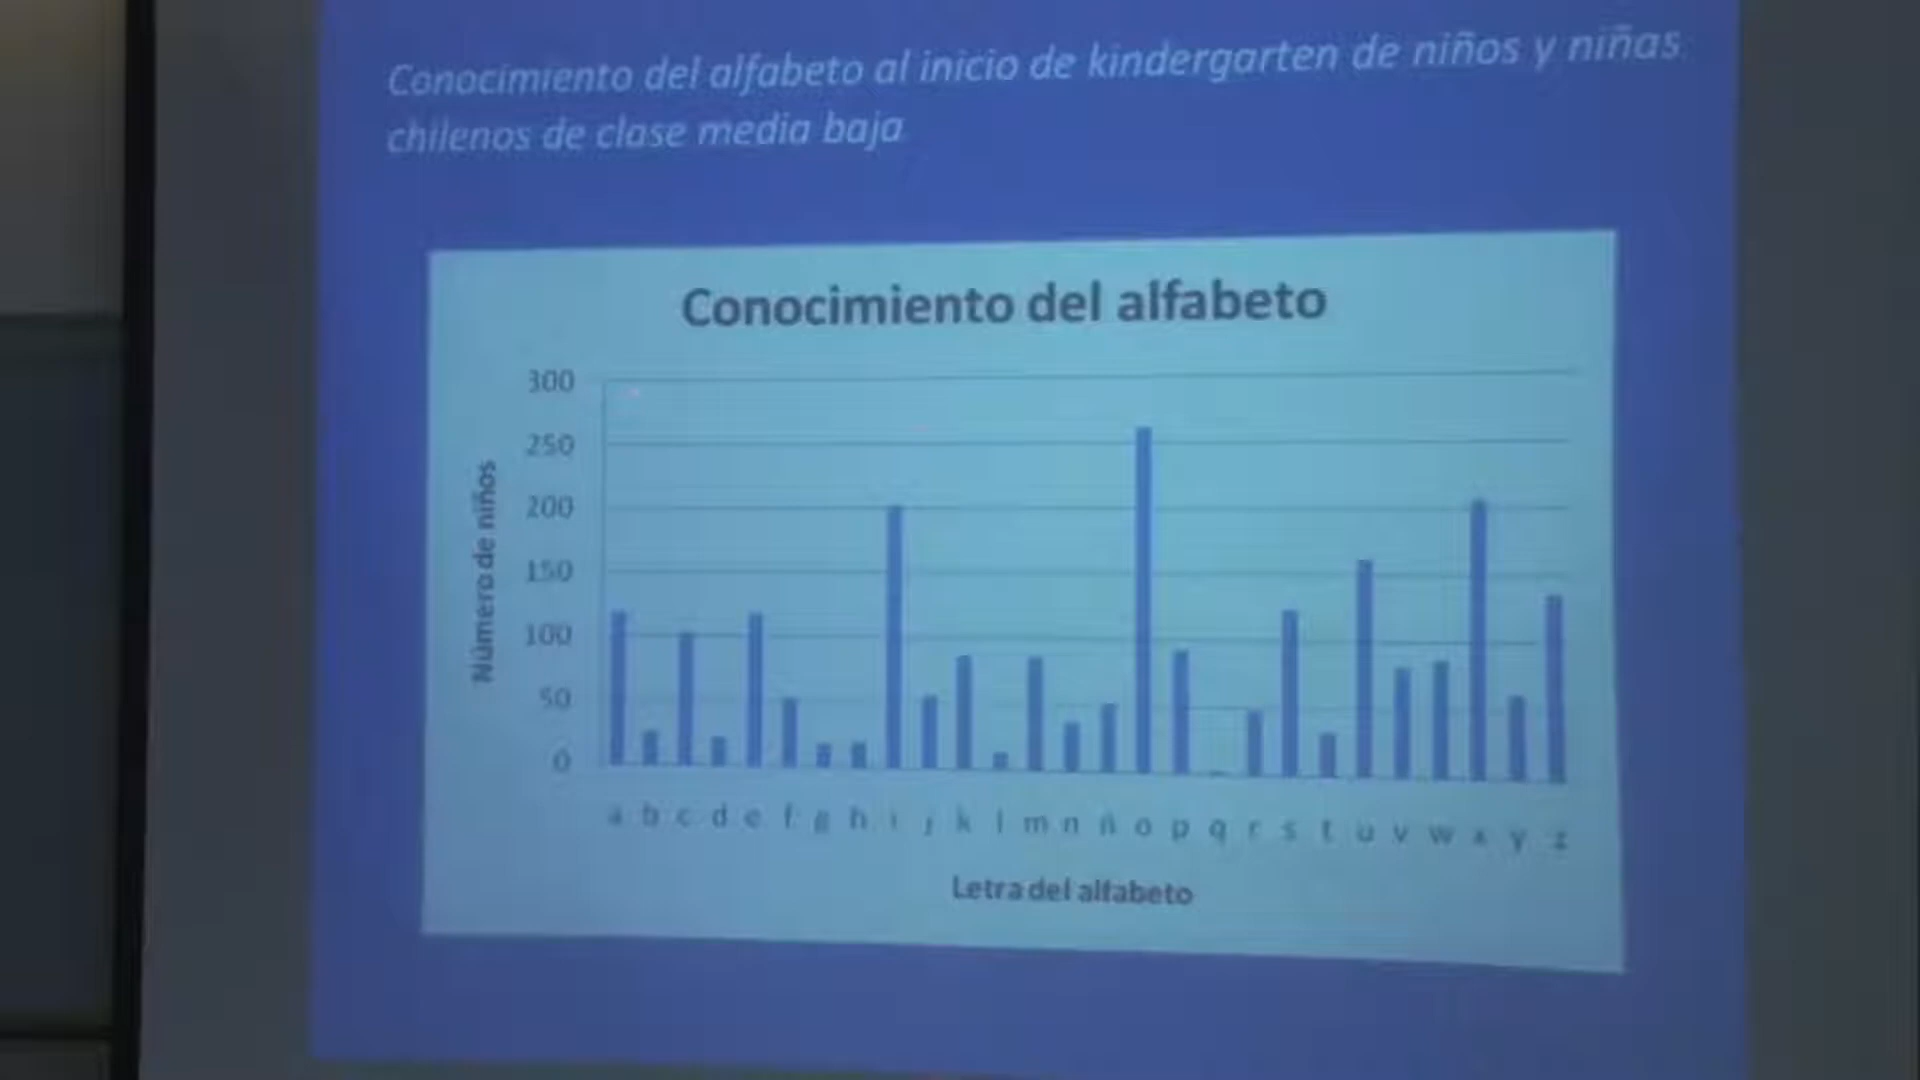 Conocimiento del alfabeto al inicio de kindergarten de niños y niñas
chilenos de clase media baja
Conocimiento del alfabeto
300
250
200
150
100
50
0
Número de niños
a b c d e f g h i j k l m n ñ o p q r s t u v w x y z
Letra del alfabeto